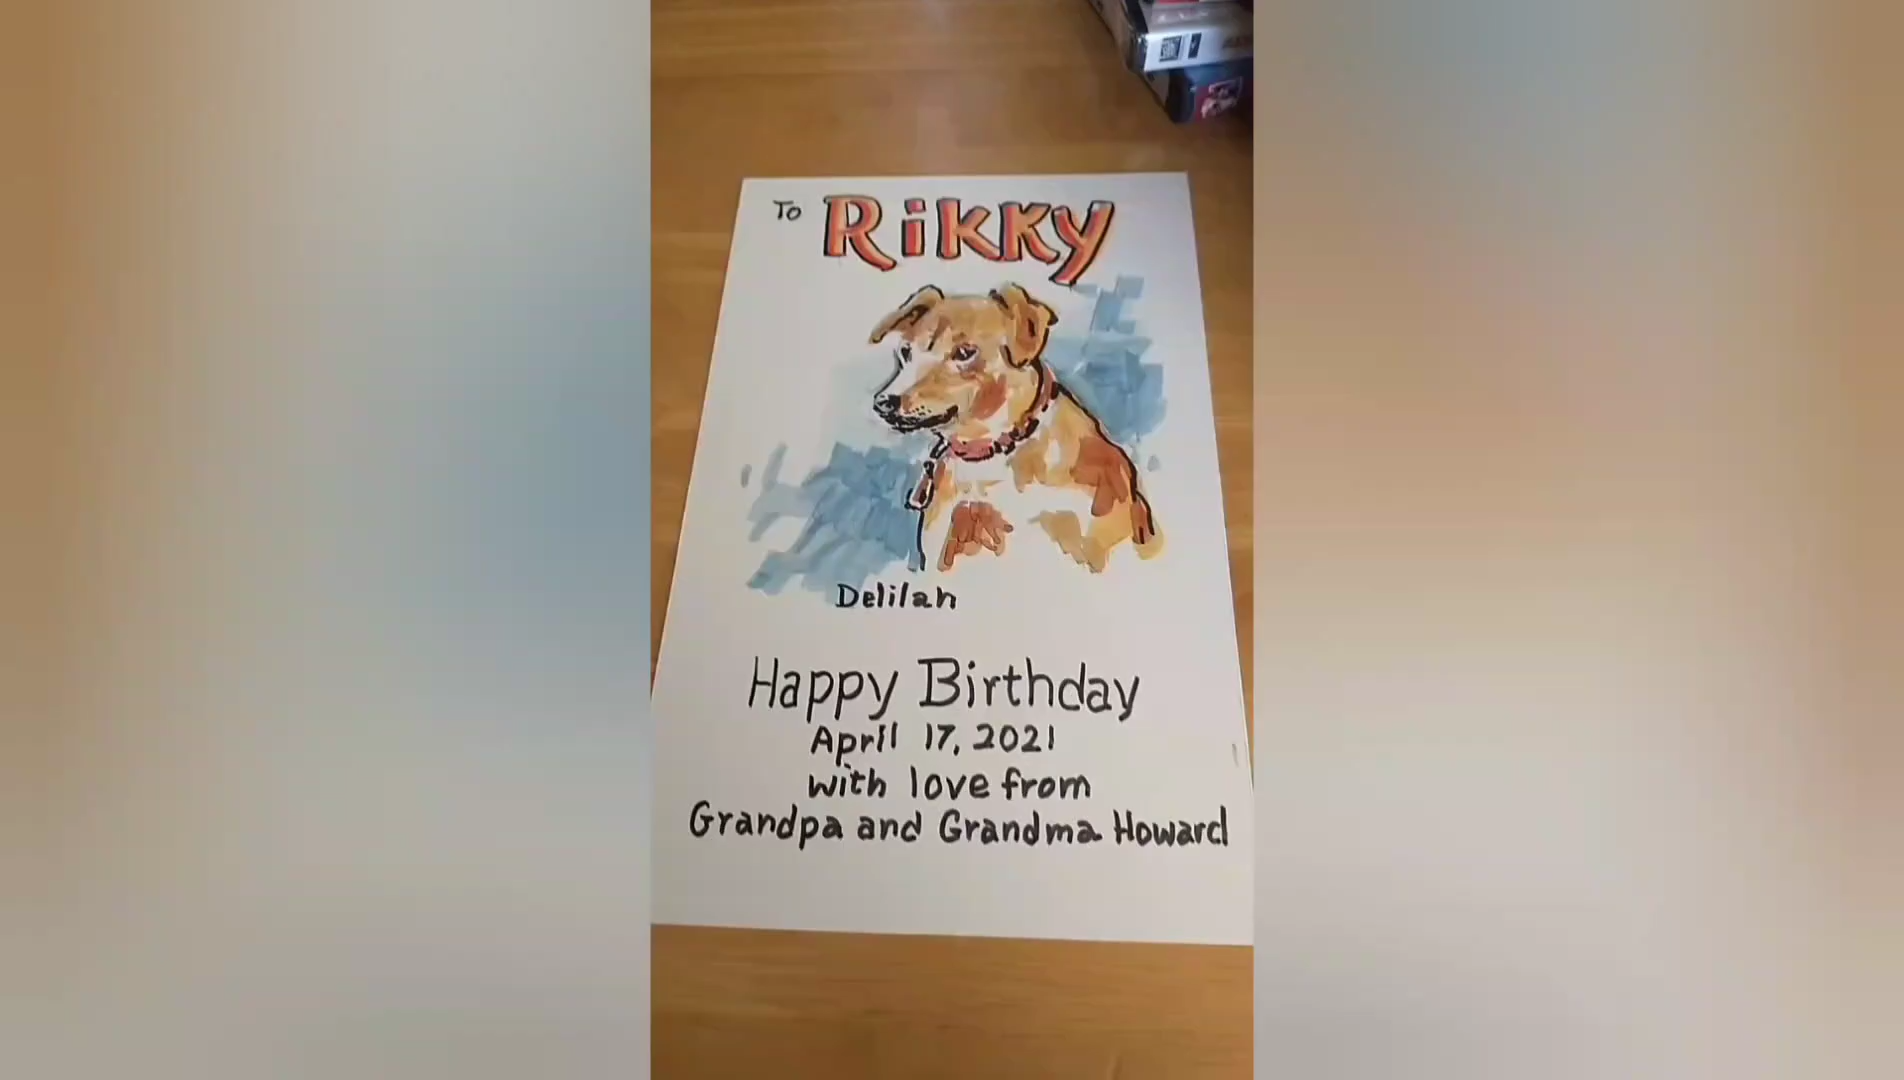 To Rikky
Delilah
Happy Birthday
April 17, 2021
with love from
Grandpa and Grandma Howard